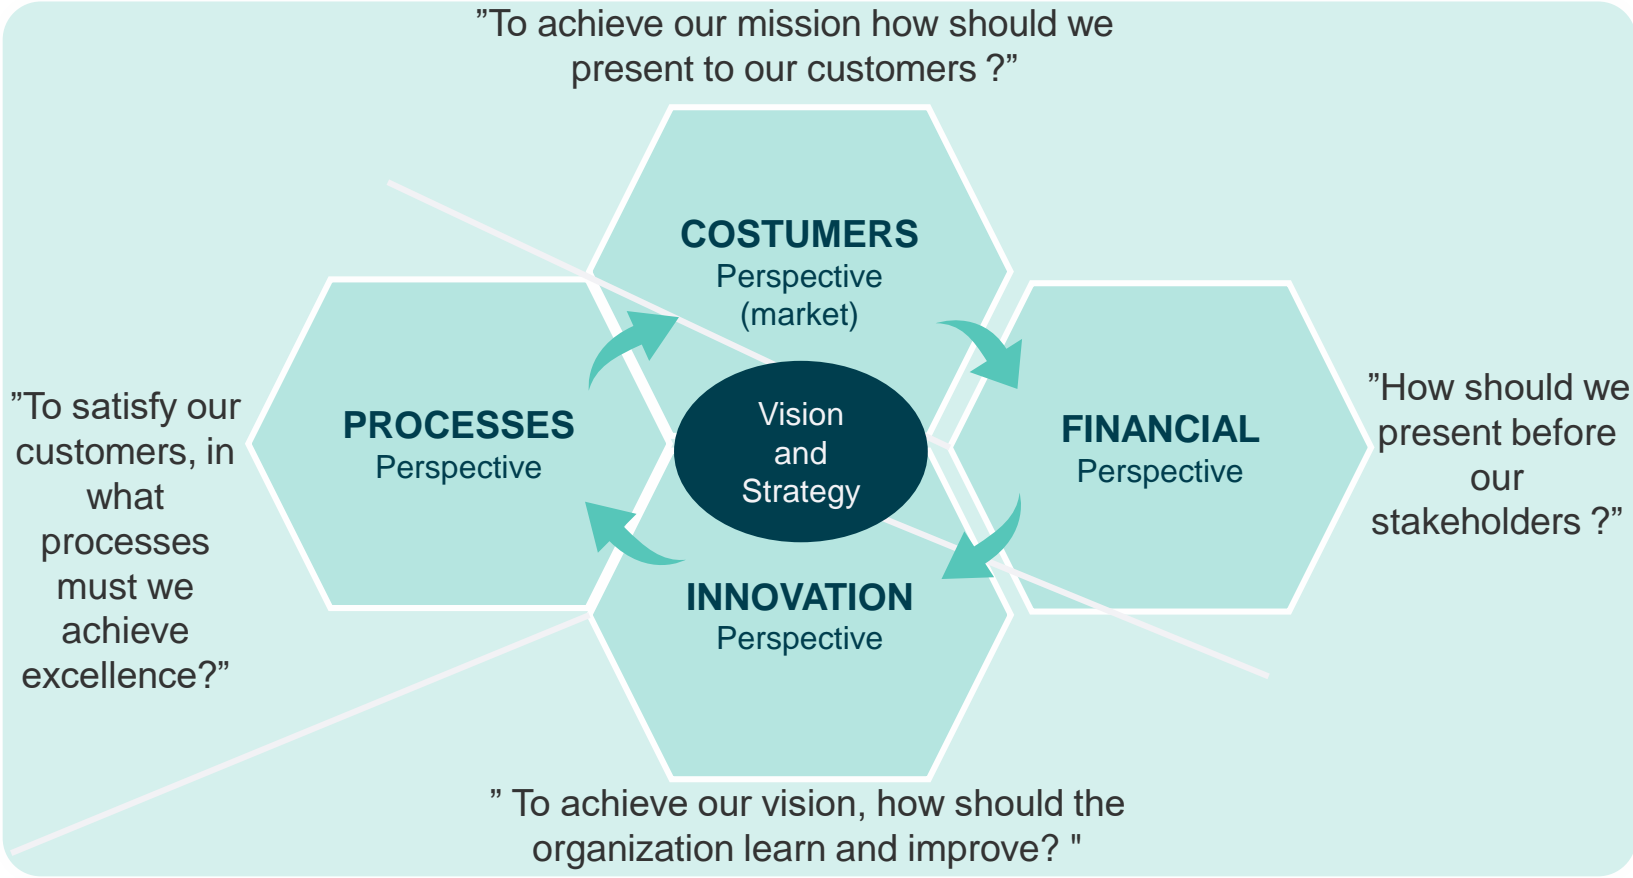 ”To achieve our mission how should we
present to our customers ?”
COSTUMERS
Perspective
(market)
”To satisfy our
customers, in
what
processes
must we
achieve
excellence?”
PROCESSES
Perspective
Vision
and
Strategy
FINANCIAL
Perspective
”How should we
present before
our
stakeholders ?”
INNOVATION
Perspective
” To achieve our vision, how should the
organization learn and improve? "